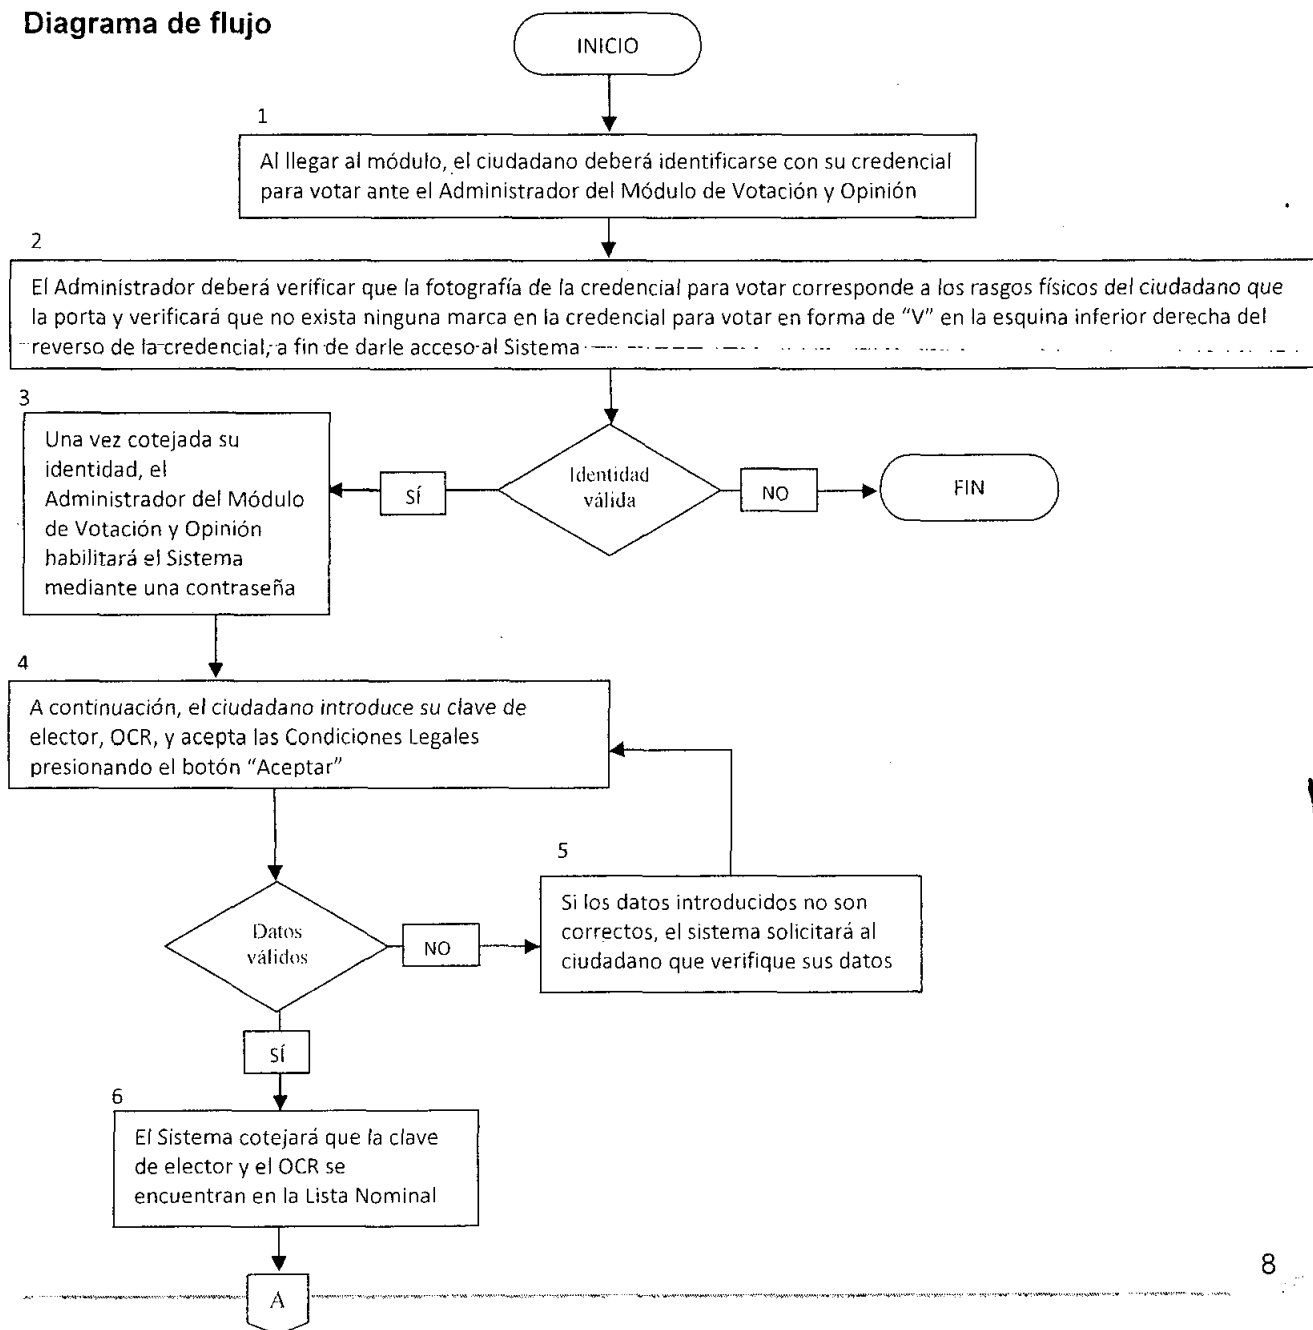 Diagrama de flujo
INICIO
1
Al llegar al módulo, el ciudadano deberá identificarse con su credencial
para votar ante el Administrador del Módulo de Votación y Opinión
2
El Administrador deberá verificar que la fotografía de la credencial para votar corresponde a los rasgos físicos del ciudadano que
la porta y verificará que no exista ninguna marca en la credencial para votar en forma de “V” en la esquina inferior derecha del
reverso de la credencial, a fin de darle acceso al Sistema
3
Una vez cotejada su
identidad, el
Administrador del Módulo
de Votación y Opinión
habilitará el Sistema
mediante una contraseña
SÍ
Identidad
válida
NO
FIN
4
A continuación, el ciudadano introduce su clave de
elector, OCR, y acepta las Condiciones Legales
presionando el botón “Aceptar”
5
Si los datos introducidos no son
correctos, el sistema solicitará al
ciudadano que verifique sus datos
Datos
válidos
NO
SÍ
6
El Sistema cotejará que la clave
de elector y el OCR se
encuentran en la Lista Nominal
A
8